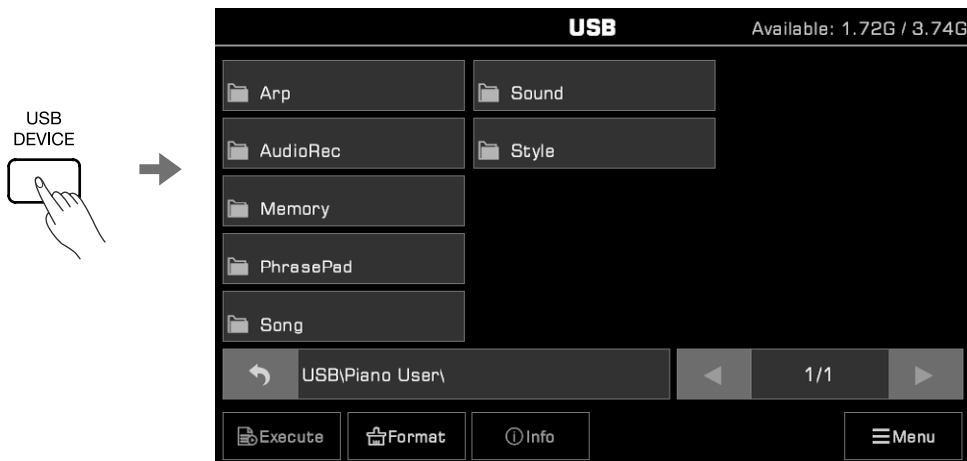 USB
DEVICE
USB
Available: 1.72G / 3.74G
Arp
Sound
AudioRec
Style
Memory
PhrasePad
Song
USB\Piano User\
1/1
Execute
Format
Info
Menu